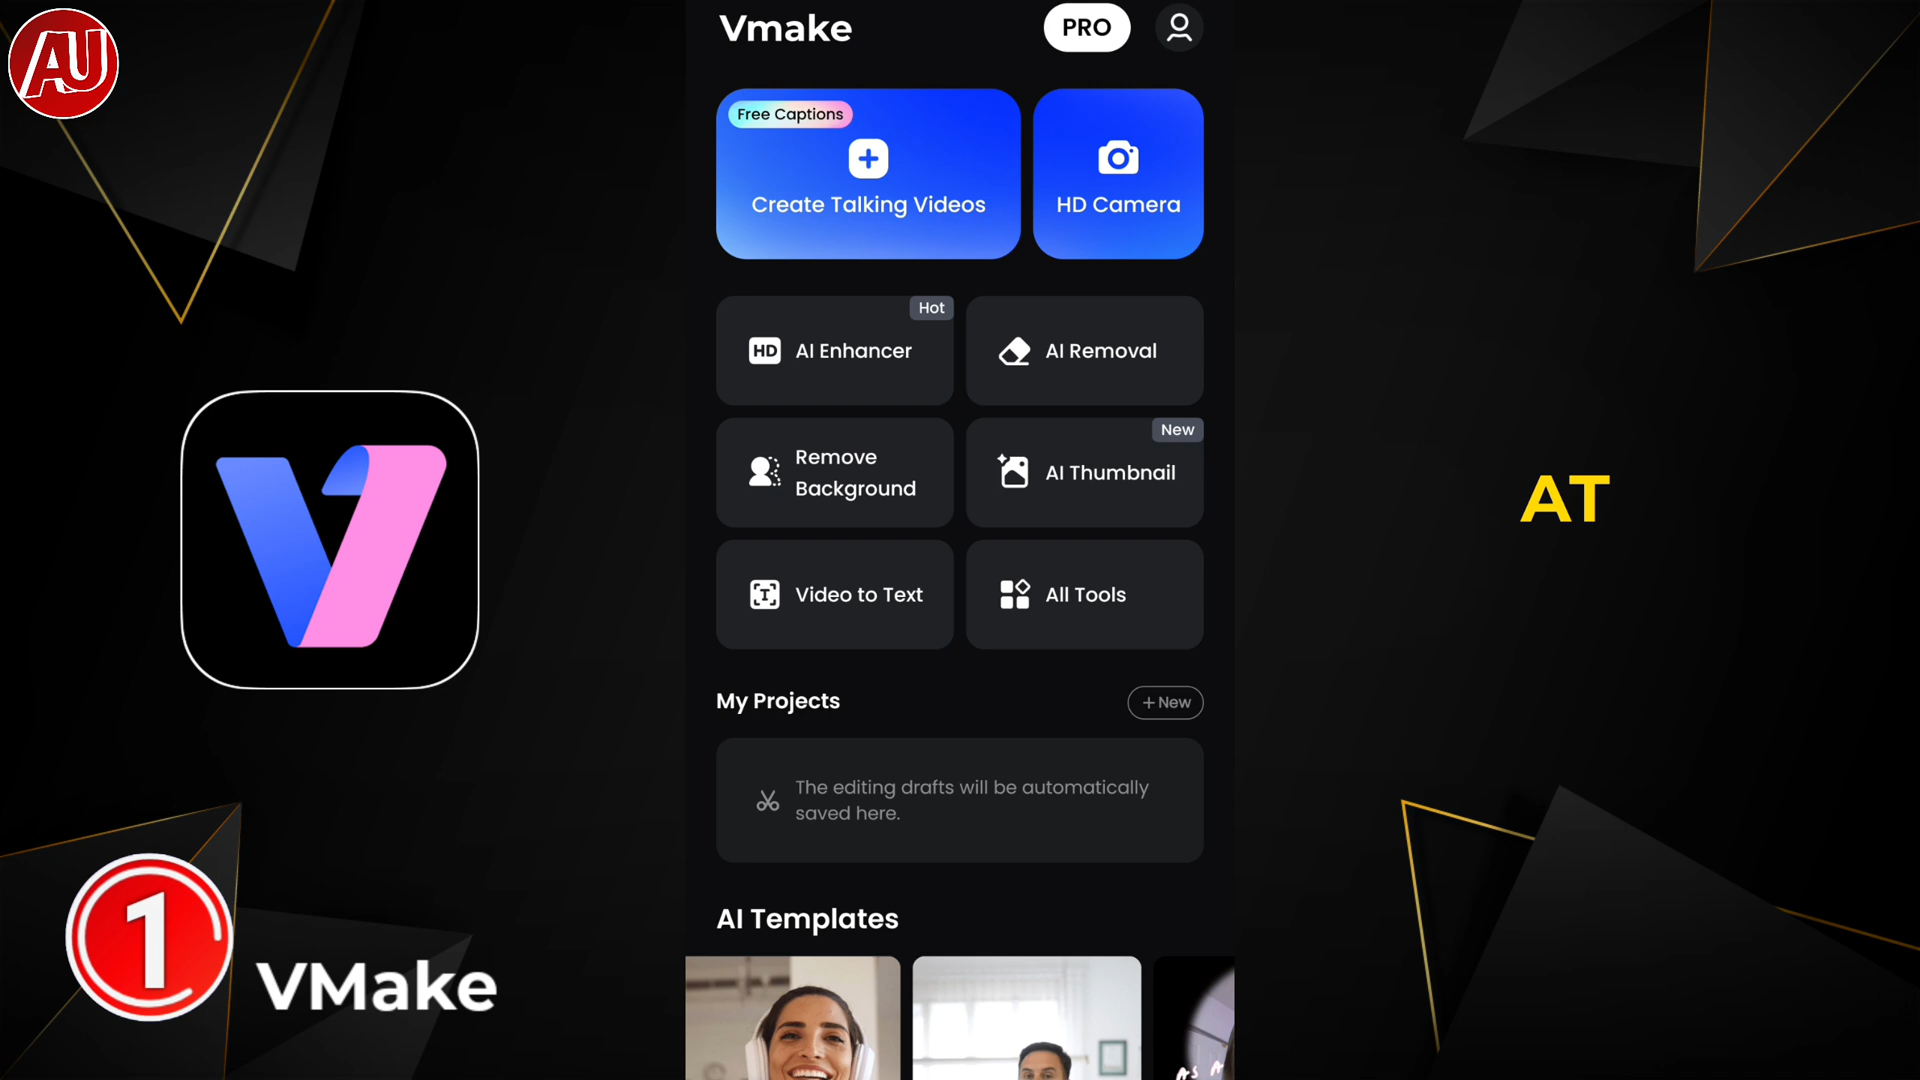 AU
Vmake
PRO
Free Captions
Create Talking Videos
HD Camera
Hot
HD
AI Enhancer
AI Removal
New
Remove
Background
AI Thumbnail
T
Video to Text
All Tools
My Projects
+ New
The editing drafts will be automatically
saved here.
AI Templates
AS A
AT
1
VMake